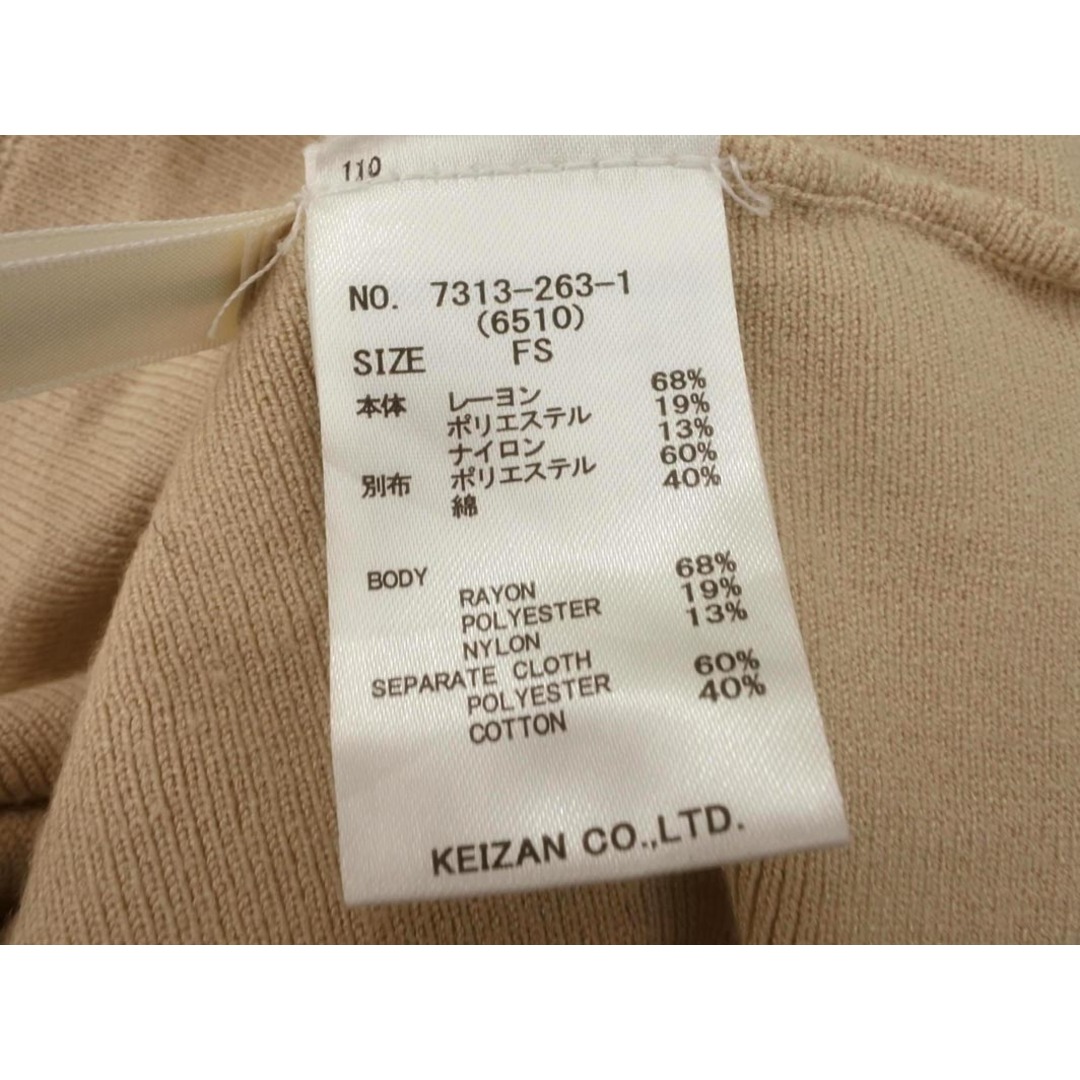 110
NO. 7313-263-1
(6510)
SIZE FS
本体 レーヨン 68%
ポリエステル 19%
ナイロン 13%
別布 ポリエステル 60%
綿 40%
BODY
RAYON 68%
POLYESTER 19%
NYLON 13%
SEPARATE CLOTH
POLYESTER 60%
COTTON 40%
KEIZAN CO.,LTD.